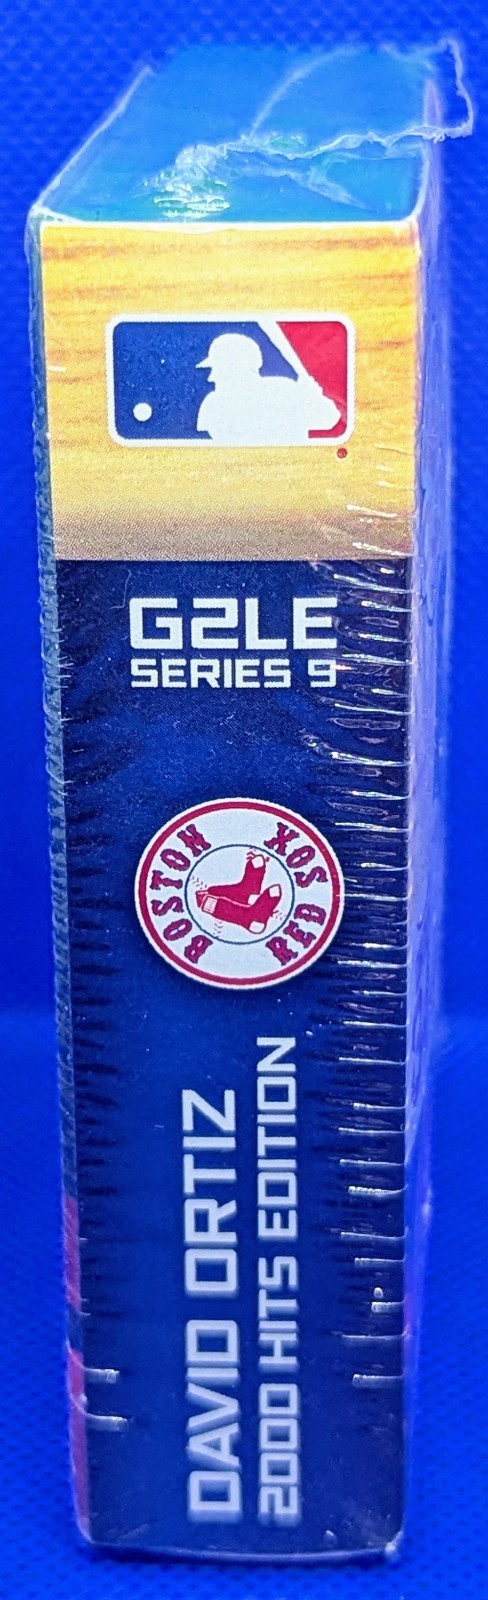 G2LE
SERIES 9
BOSTON
RED SOX
DAVID ORTIZ
2000 HITS EDITION